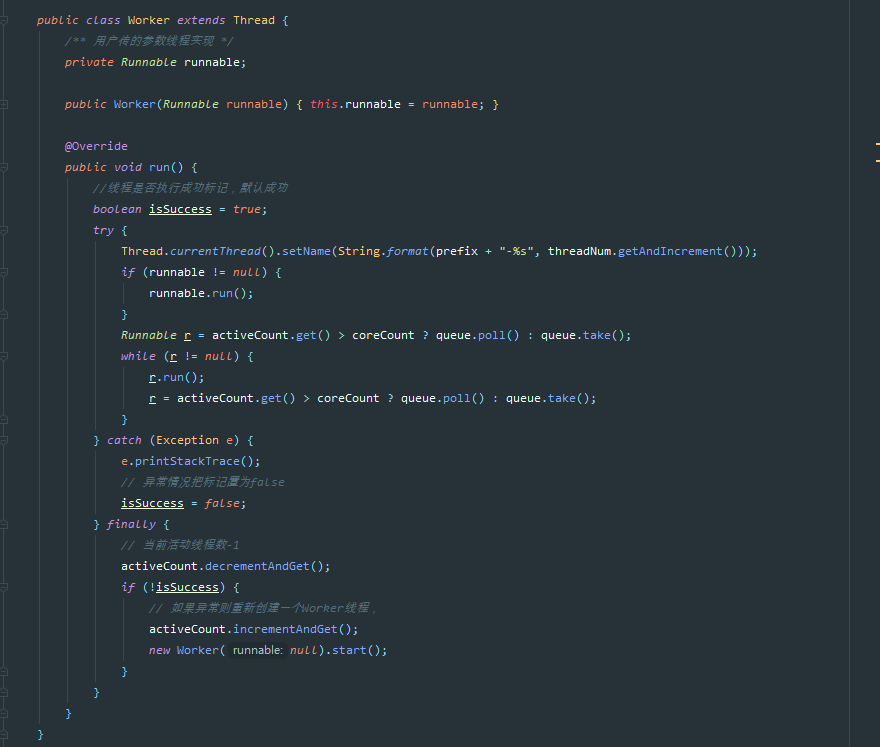 public class Worker extends Thread {
/** 用户传的参数线程实现 */
private Runnable runnable;
public Worker(Runnable runnable) { this.runnable = runnable; }
@Override
public void run() {
//线程是否执行成功标记，默认成功
boolean isSuccess = true;
try {
Thread.currentThread().setName(String.format(prefix + "-%s", threadNum.getAndIncrement()));
if (runnable != null) {
runnable.run();
}
Runnable r = activeCount.get() > coreCount ? queue.poll() : queue.take();
while (r != null) {
r.run();
r = activeCount.get() > coreCount ? queue.poll() : queue.take();
}
} catch (Exception e) {
e.printStackTrace();
// 异常情况把标记置为false
isSuccess = false;
} finally {
// 当前活动线程数-1
activeCount.decrementAndGet();
if (!isSuccess) {
// 如果异常则重新创建一个Worker线程，
activeCount.incrementAndGet();
new Worker( runnable: null).start();
}
}
}
}